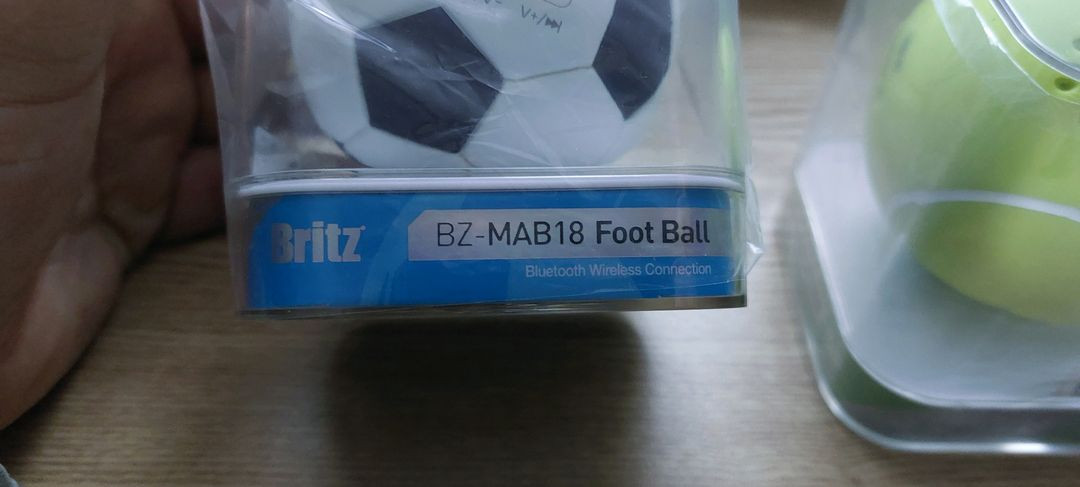 V+/⏭
Britz
BZ-MAB18 Foot Ball
Bluetooth Wireless Connection